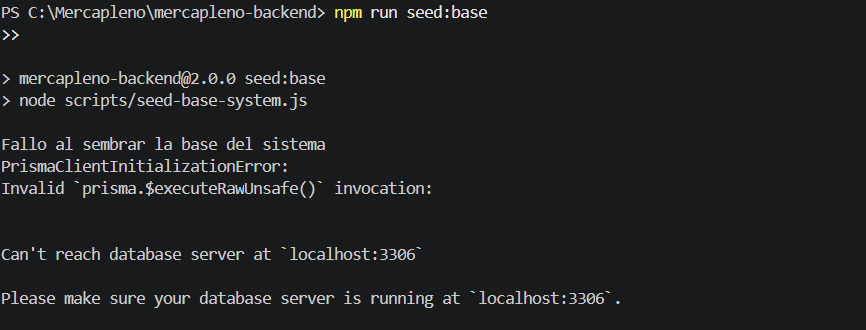 PS C:\Mercapleno\mercapleno-backend> npm run seed:base
>>
> mercapleno-backend@2.0.0 seed:base
> node scripts/seed-base-system.js
Fallo al sembrar la base del sistema
PrismaClientInitializationError:
Invalid `prisma.$executeRawUnsafe()` invocation:
Can't reach database server at `localhost:3306`
Please make sure your database server is running at `localhost:3306`.